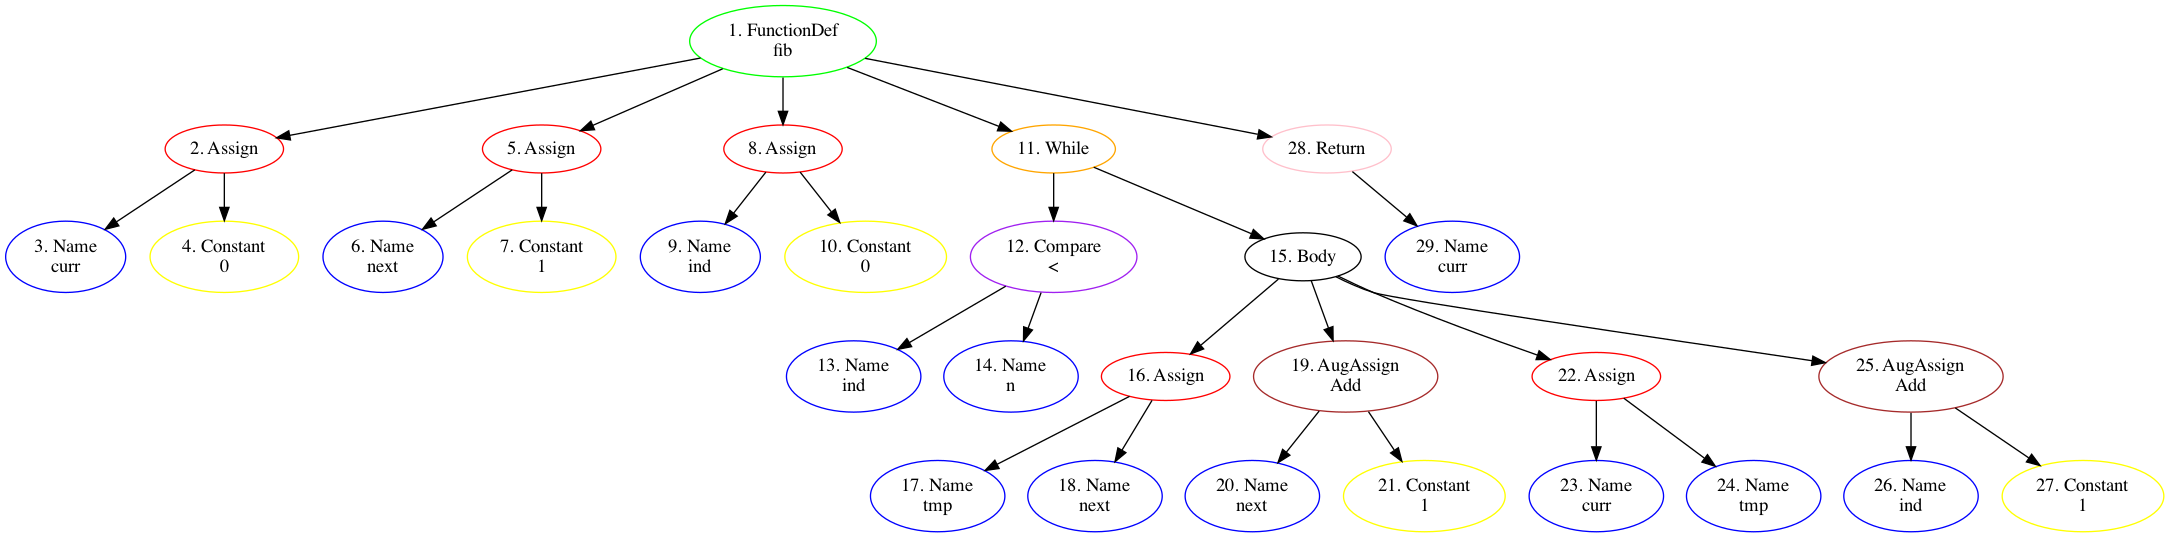 1. FunctionDef
fib
2. Assign
5. Assign
8. Assign
11. While
28. Return
3. Name
curr
4. Constant
0
6. Name
next
7. Constant
1
9. Name
ind
10. Constant
0
12. Compare
<
15. Body
29. Name
curr
13. Name
ind
14. Name
n
16. Assign
19. AugAssign
Add
22. Assign
25. AugAssign
Add
17. Name
tmp
18. Name
next
20. Name
next
21. Constant
1
23. Name
curr
24. Name
tmp
26. Name
ind
27. Constant
1